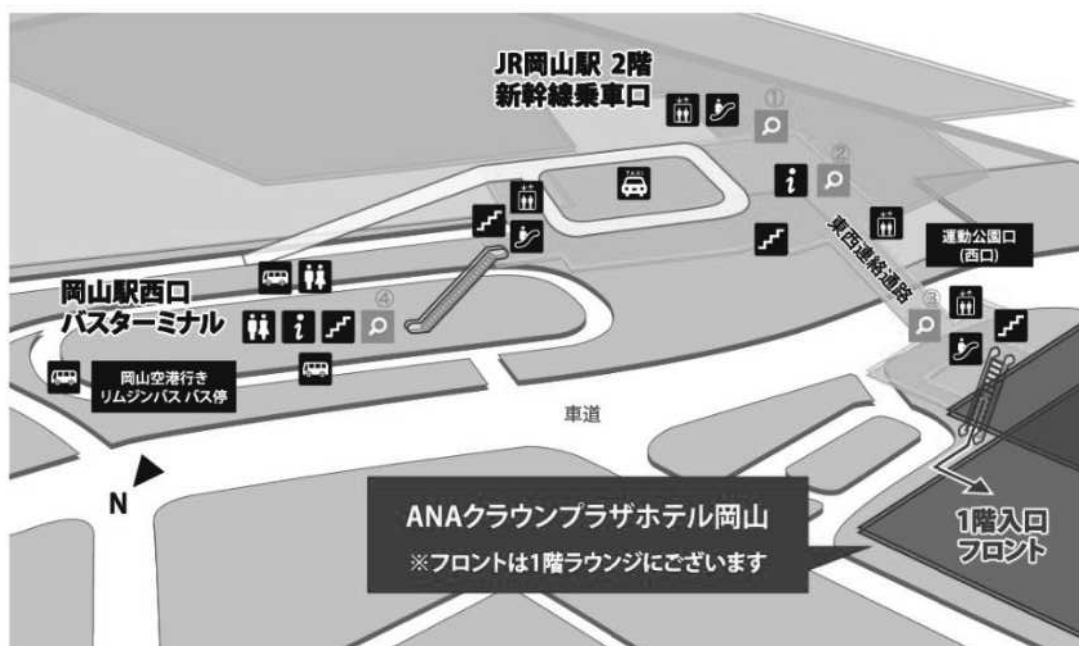 JR岡山駅 2階
新幹線乗車口
①
②
TAXI
東西連絡通路
運動公園口
(西口)
岡山駅西口
バスターミナル
④
③
岡山空港行き
リムジンバス バス停
車道
N
ANAクラウンプラザホテル岡山
※フロントは1階ラウンジにございます
1階入口
フロント